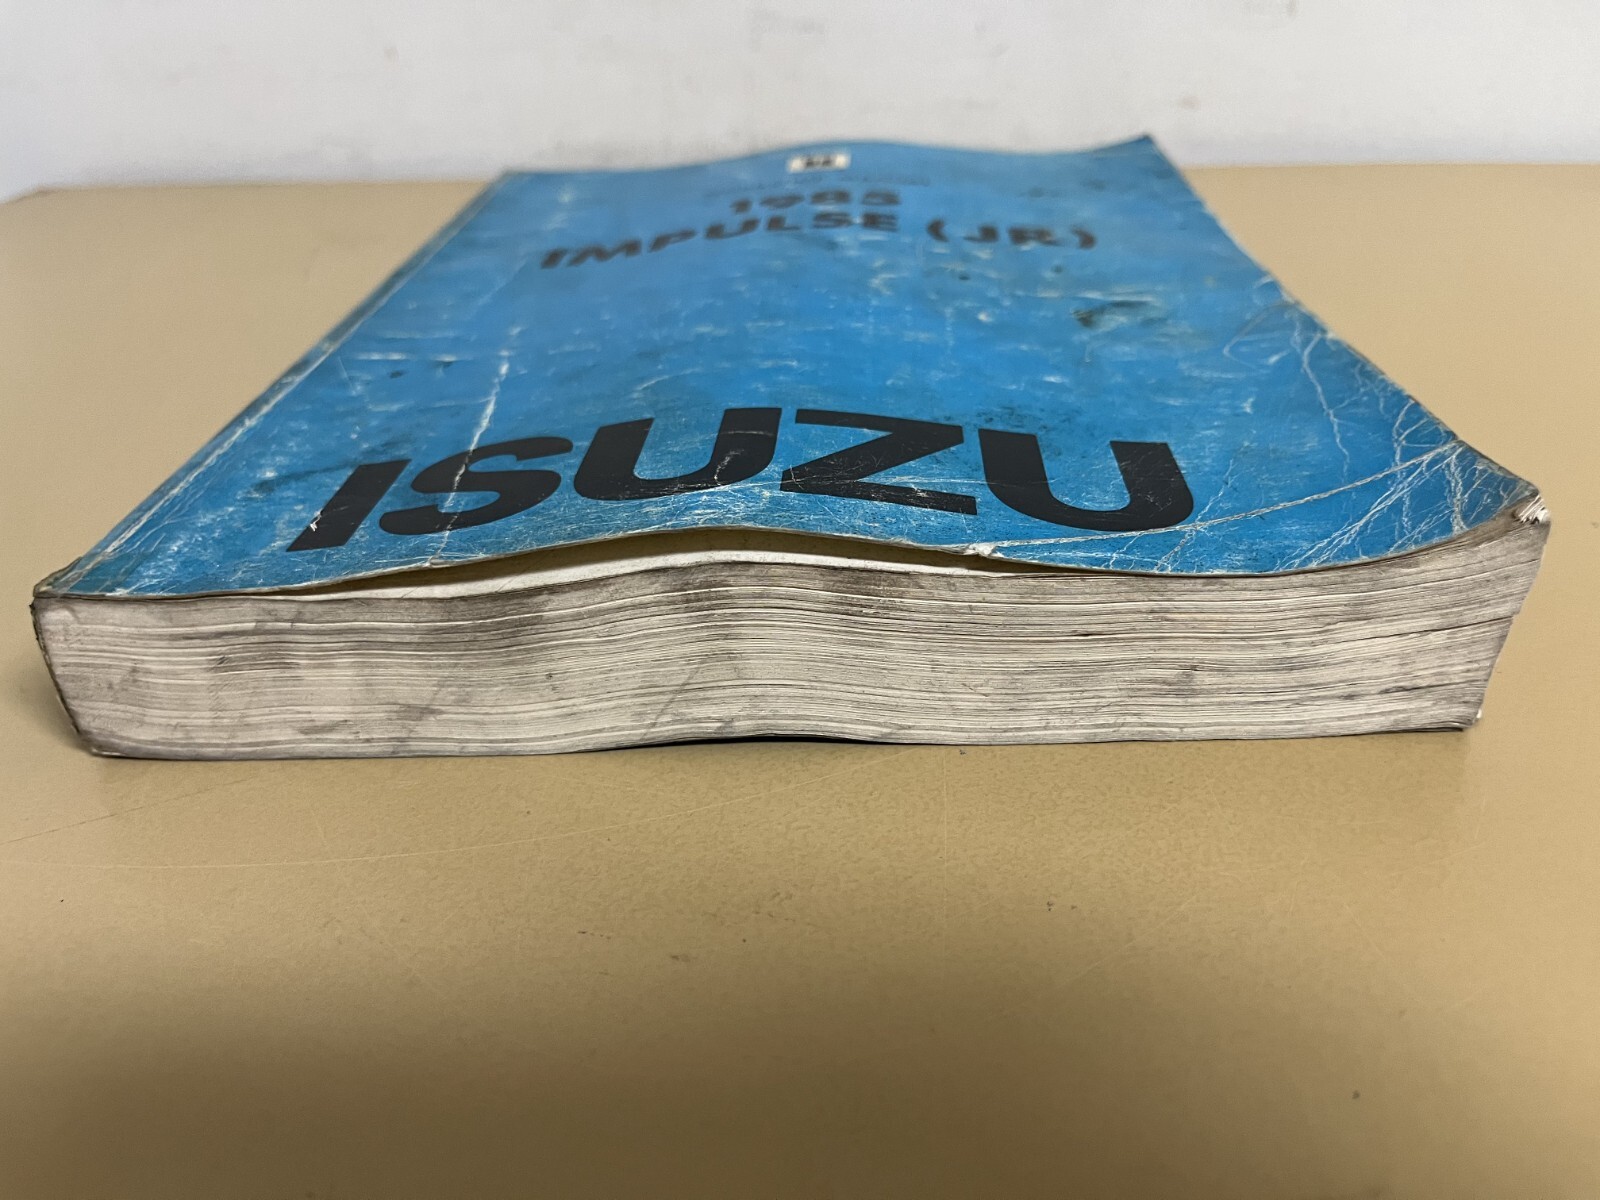 1985
IMPULSE (JR)
ISUZU